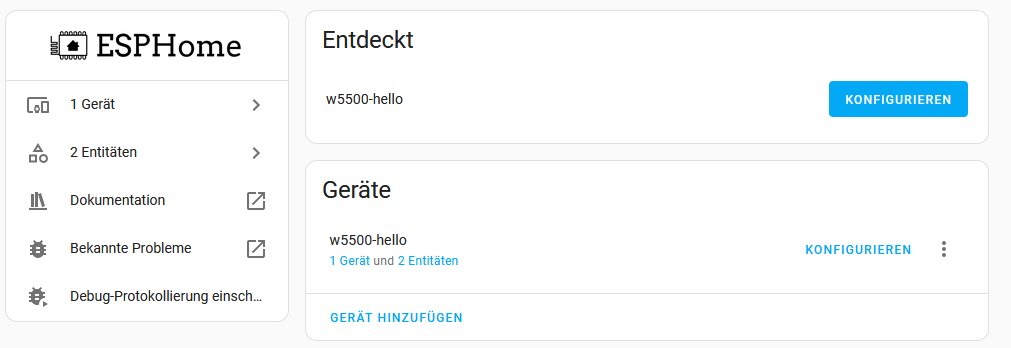 ESPHome
1 Gerät
2 Entitäten
Dokumentation
Bekannte Probleme
Debug-Protokollierung einsch...
Entdeckt
w5500-hello
KONFIGURIEREN
Geräte
w5500-hello
1 Gerät und 2 Entitäten
KONFIGURIEREN
GERÄT HINZUFÜGEN